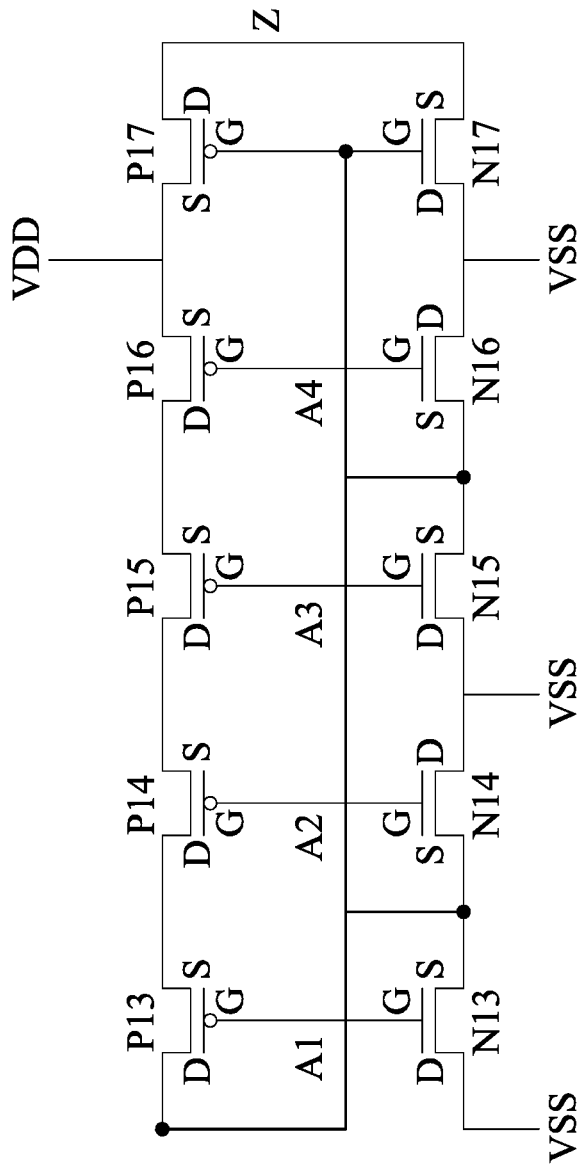 VDD
P13 P14 P15 P16 P17
D S D S D S D S S D
G G G G G
Z
A1 A2 A3 A4
G G G G G
D S S D D S S D D S
N13 N14 N15 N16 N17
VSS VSS VSS